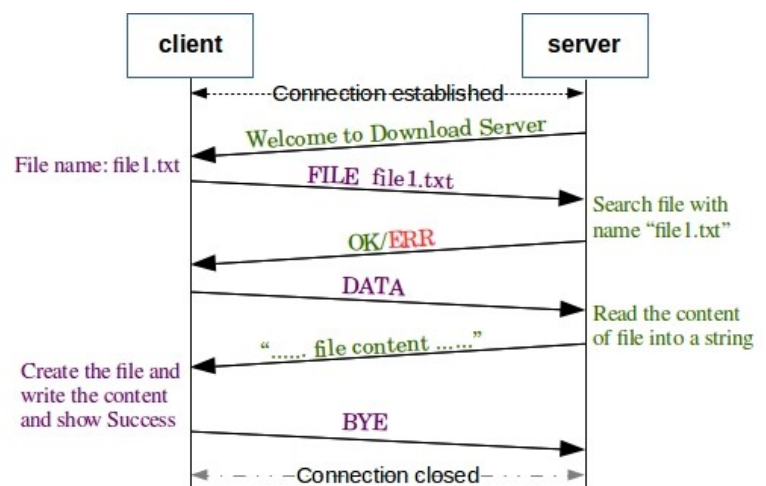 client
server
Connection established
Welcome to Download Server
File name: file1.txt
FILE file1.txt
Search file with
name “file1.txt”
OK/ERR
DATA
Read the content
of file into a string
“...... file content ......”
Create the file and
write the content
and show Success
BYE
Connection closed